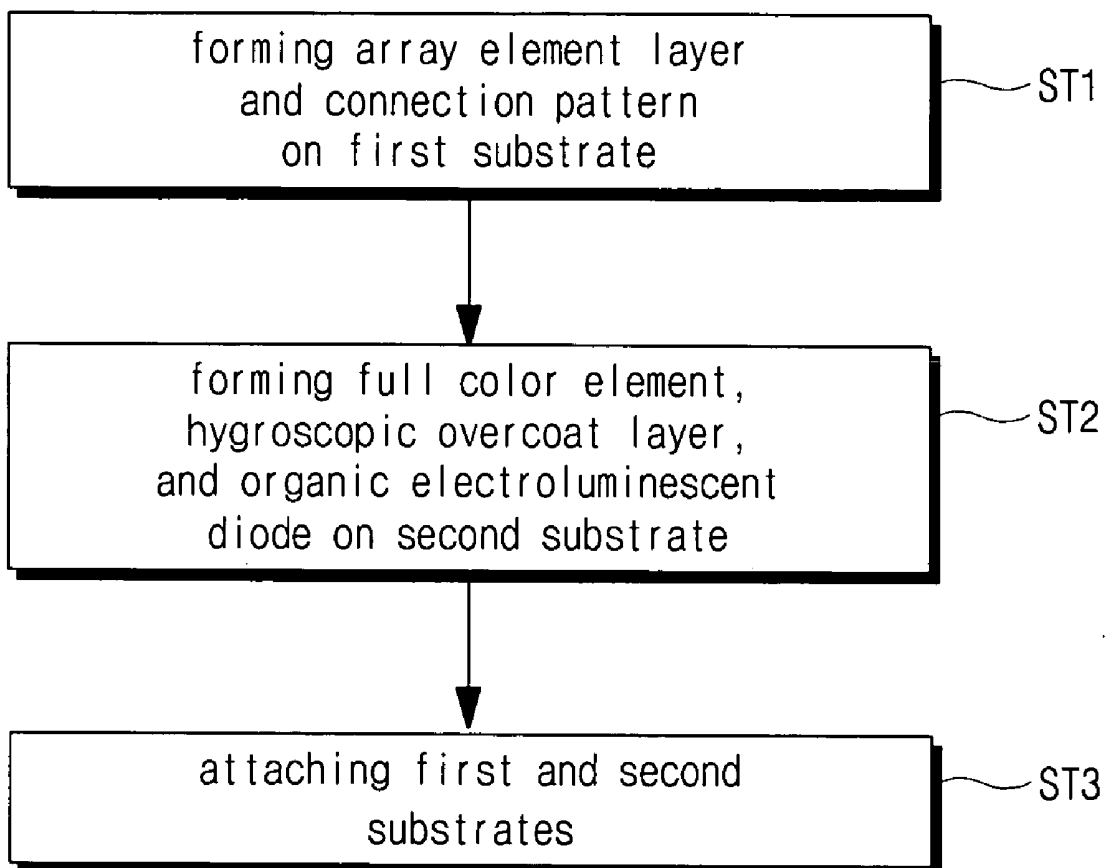 forming array element layer
and connection pattern
on first substrate
ST1
forming full color element,
hygroscopic overcoat layer,
and organic electroluminescent
diode on second substrate
ST2
attaching first and second
substrates
ST3